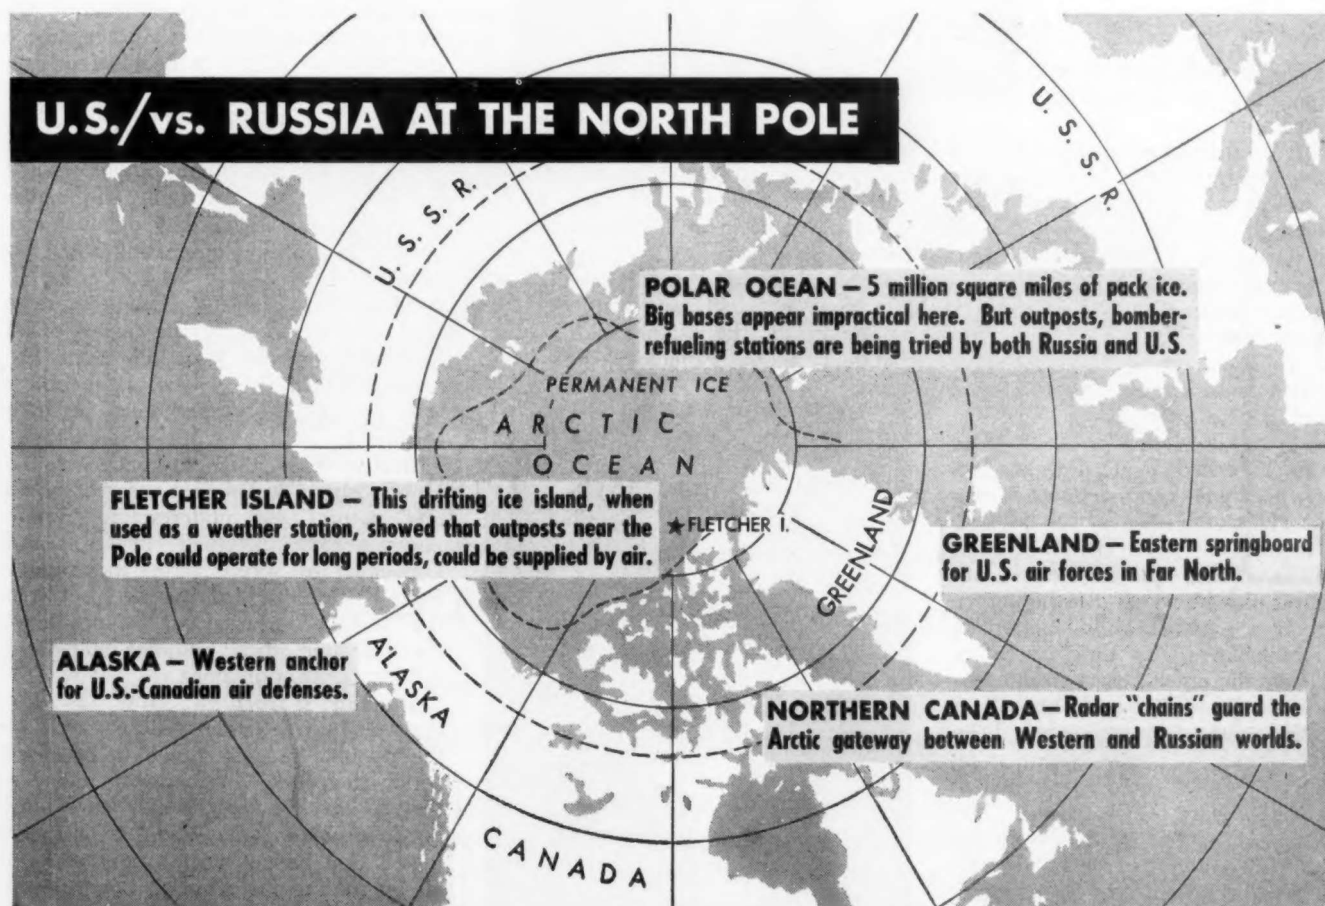 U.S./vs. RUSSIA AT THE NORTH POLE
U. S. S. R.
U. S. S. R.
POLAR OCEAN — 5 million square miles of pack ice.
Big bases appear impractical here. But outposts, bomber-
refueling stations are being tried by both Russia and U.S.
PERMANENT ICE
ARCTIC
OCEAN
FLETCHER ISLAND — This drifting ice island, when
used as a weather station, showed that outposts near the
Pole could operate for long periods, could be supplied by air.
★FLETCHER I.
GREENLAND
GREENLAND — Eastern springboard
for U.S. air forces in Far North.
ALASKA — Western anchor
for U.S.-Canadian air defenses.
ALASKA
NORTHERN CANADA — Radar "chains" guard the
Arctic gateway between Western and Russian worlds.
CANADA